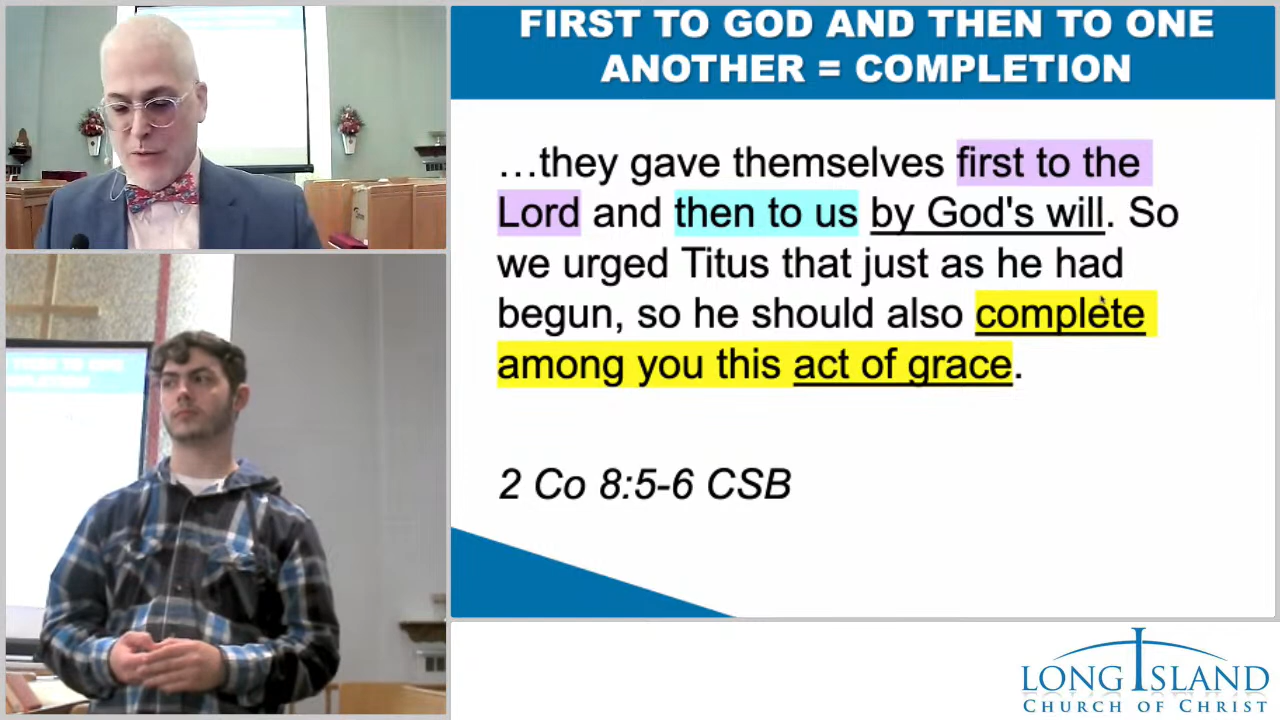 FIRST TO GOD AND THEN TO ONE
ANOTHER = COMPLETION
…they gave themselves first to the
Lord and then to us by God's will. So
we urged Titus that just as he had
begun, so he should also complete
among you this act of grace.
2 Co 8:5-6 CSB
LONG ISLAND
CHURCH OF CHRIST